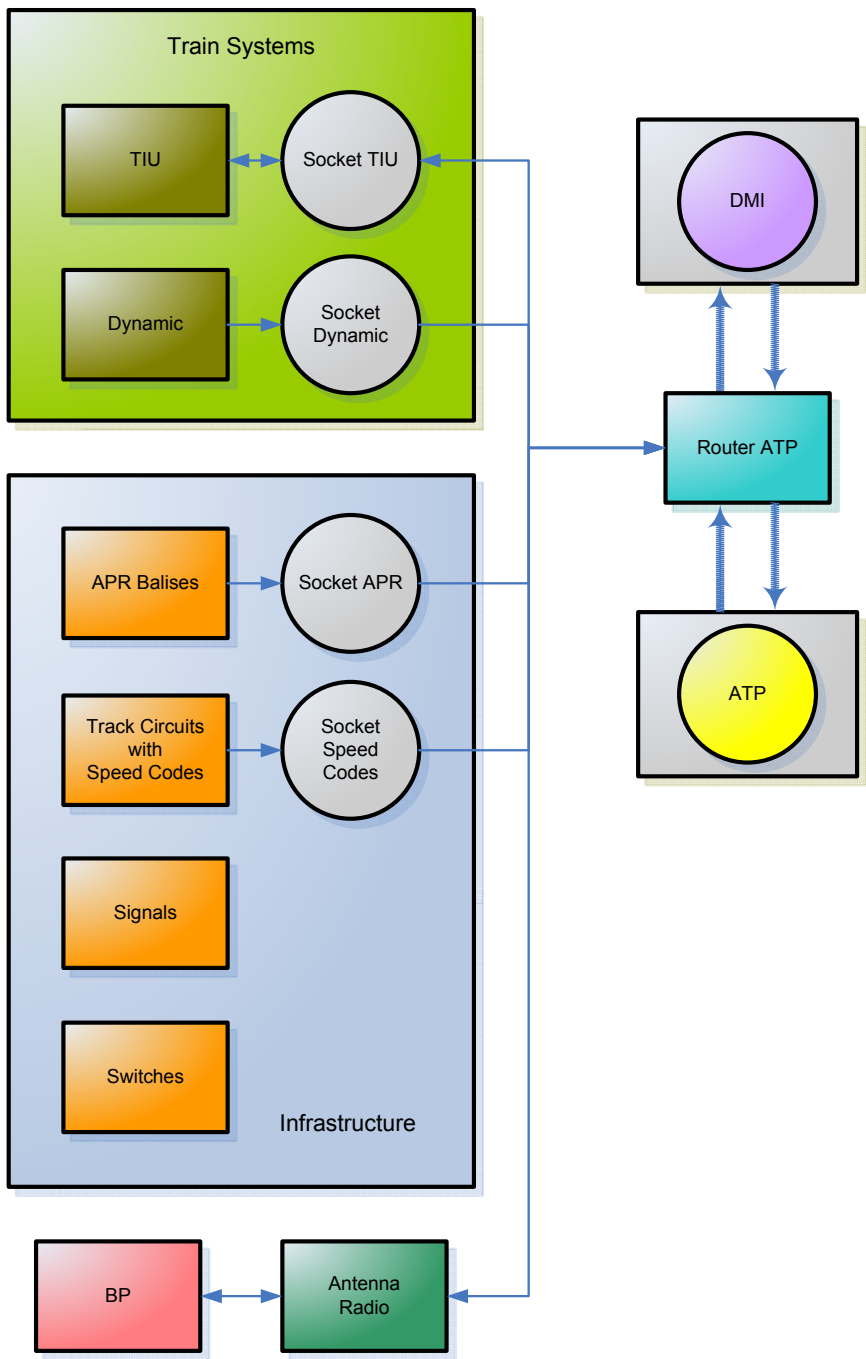 Train Systems
TIU
Socket TIU
Dynamic
Socket
Dynamic
DMI
Router ATP
ATP
APR Balises
Socket APR
Track Circuits
with
Speed Codes
Socket
Speed
Codes
Signals
Switches
Infrastructure
BP
Antenna
Radio